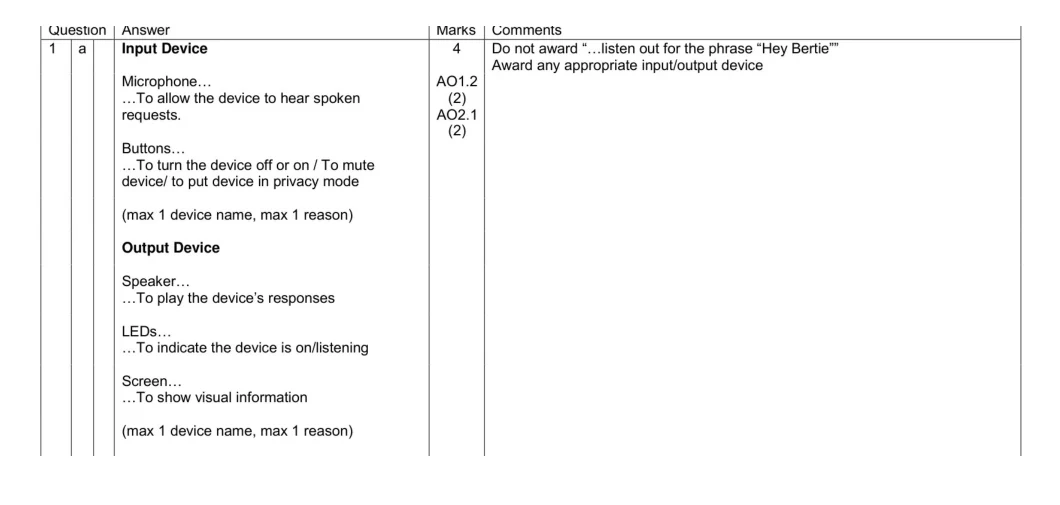 Question Answer Marks Comments
1 a Input Device 4 Do not award “…listen out for the phrase “Hey Bertie””
Award any appropriate input/output device
Microphone… AO1.2
…To allow the device to hear spoken (2)
requests. AO2.1
(2)
Buttons…
…To turn the device off or on / To mute
device/ to put device in privacy mode
(max 1 device name, max 1 reason)
Output Device
Speaker…
…To play the device’s responses
LEDs…
…To indicate the device is on/listening
Screen…
…To show visual information
(max 1 device name, max 1 reason)